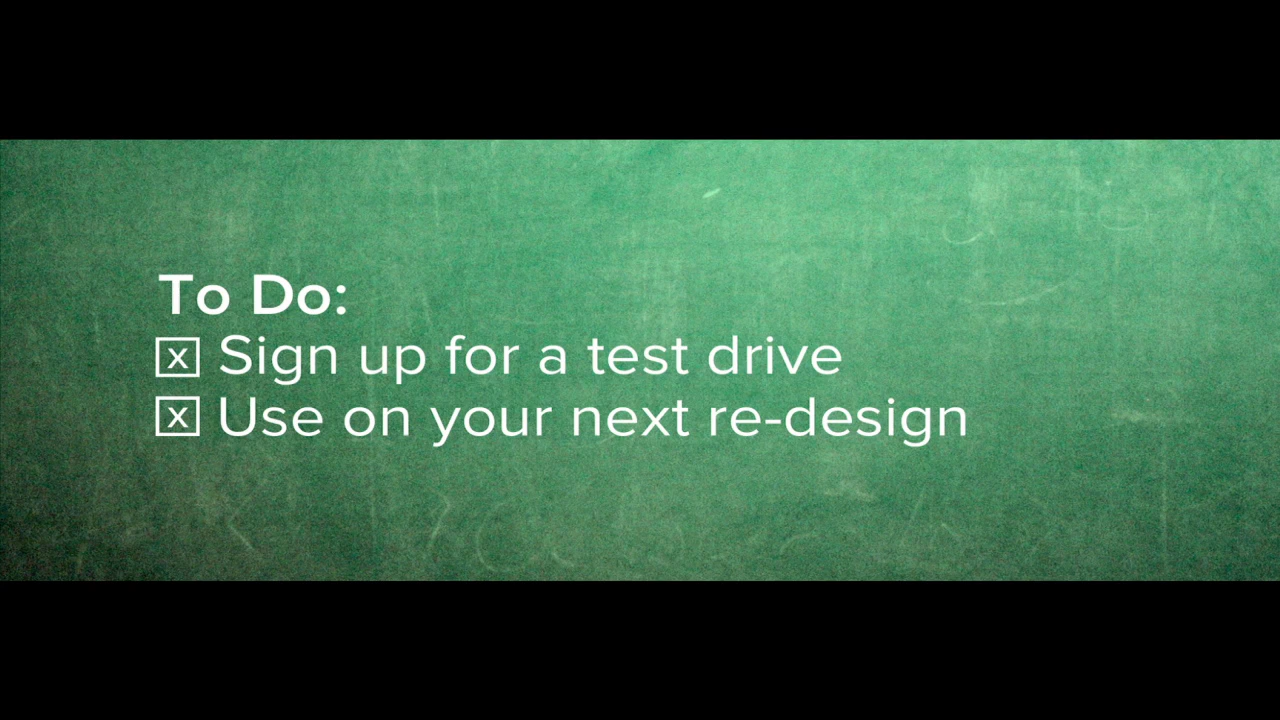 To Do:
☒ Sign up for a test drive
☒ Use on your next re-design